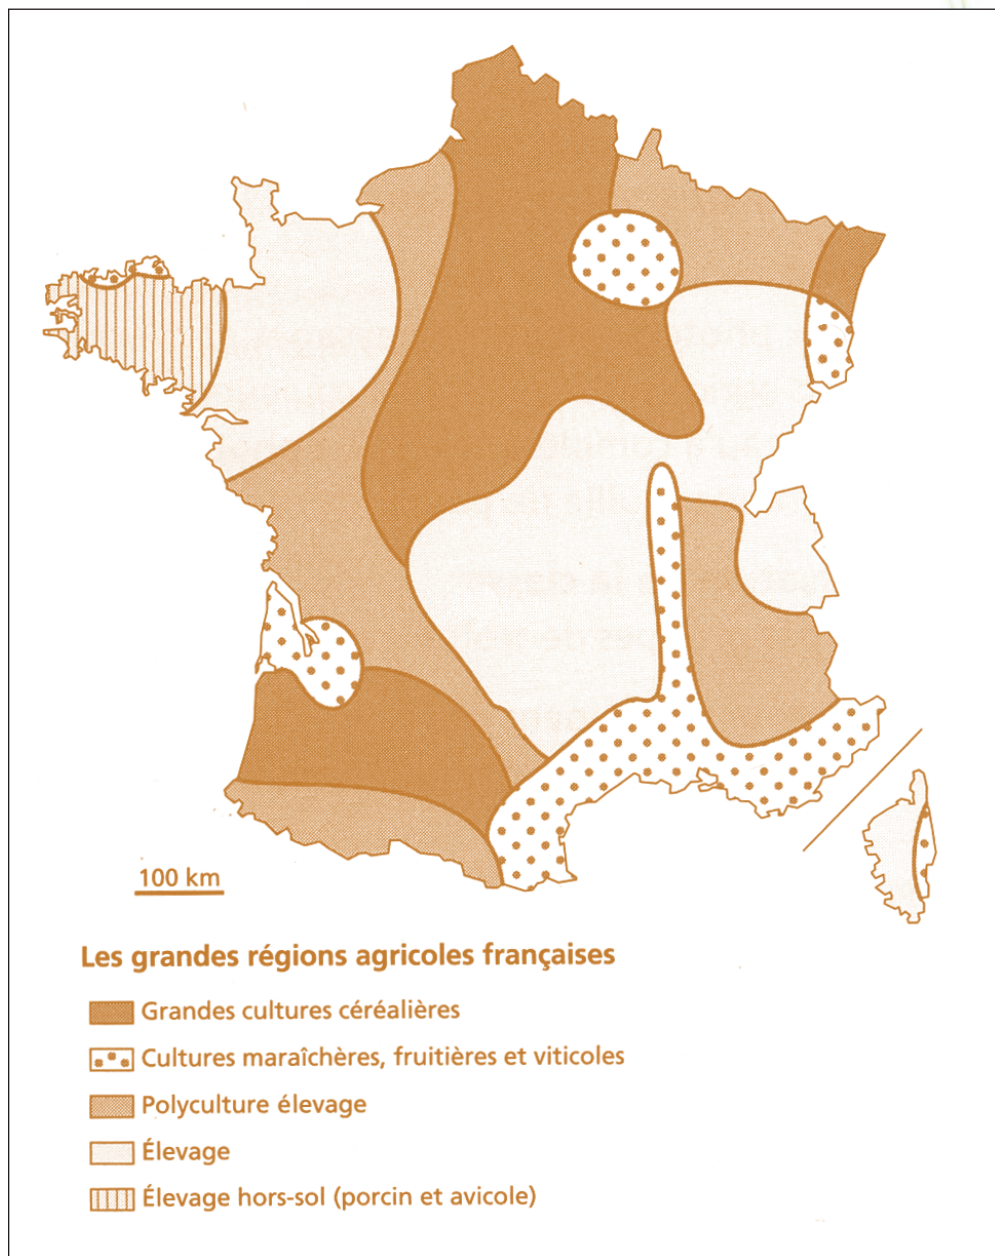 100 km
Les grandes régions agricoles françaises
Grandes cultures céréalières
Cultures maraîchères, fruitières et viticoles
Polyculture élevage
Élevage
Élevage hors-sol (porcin et avicole)